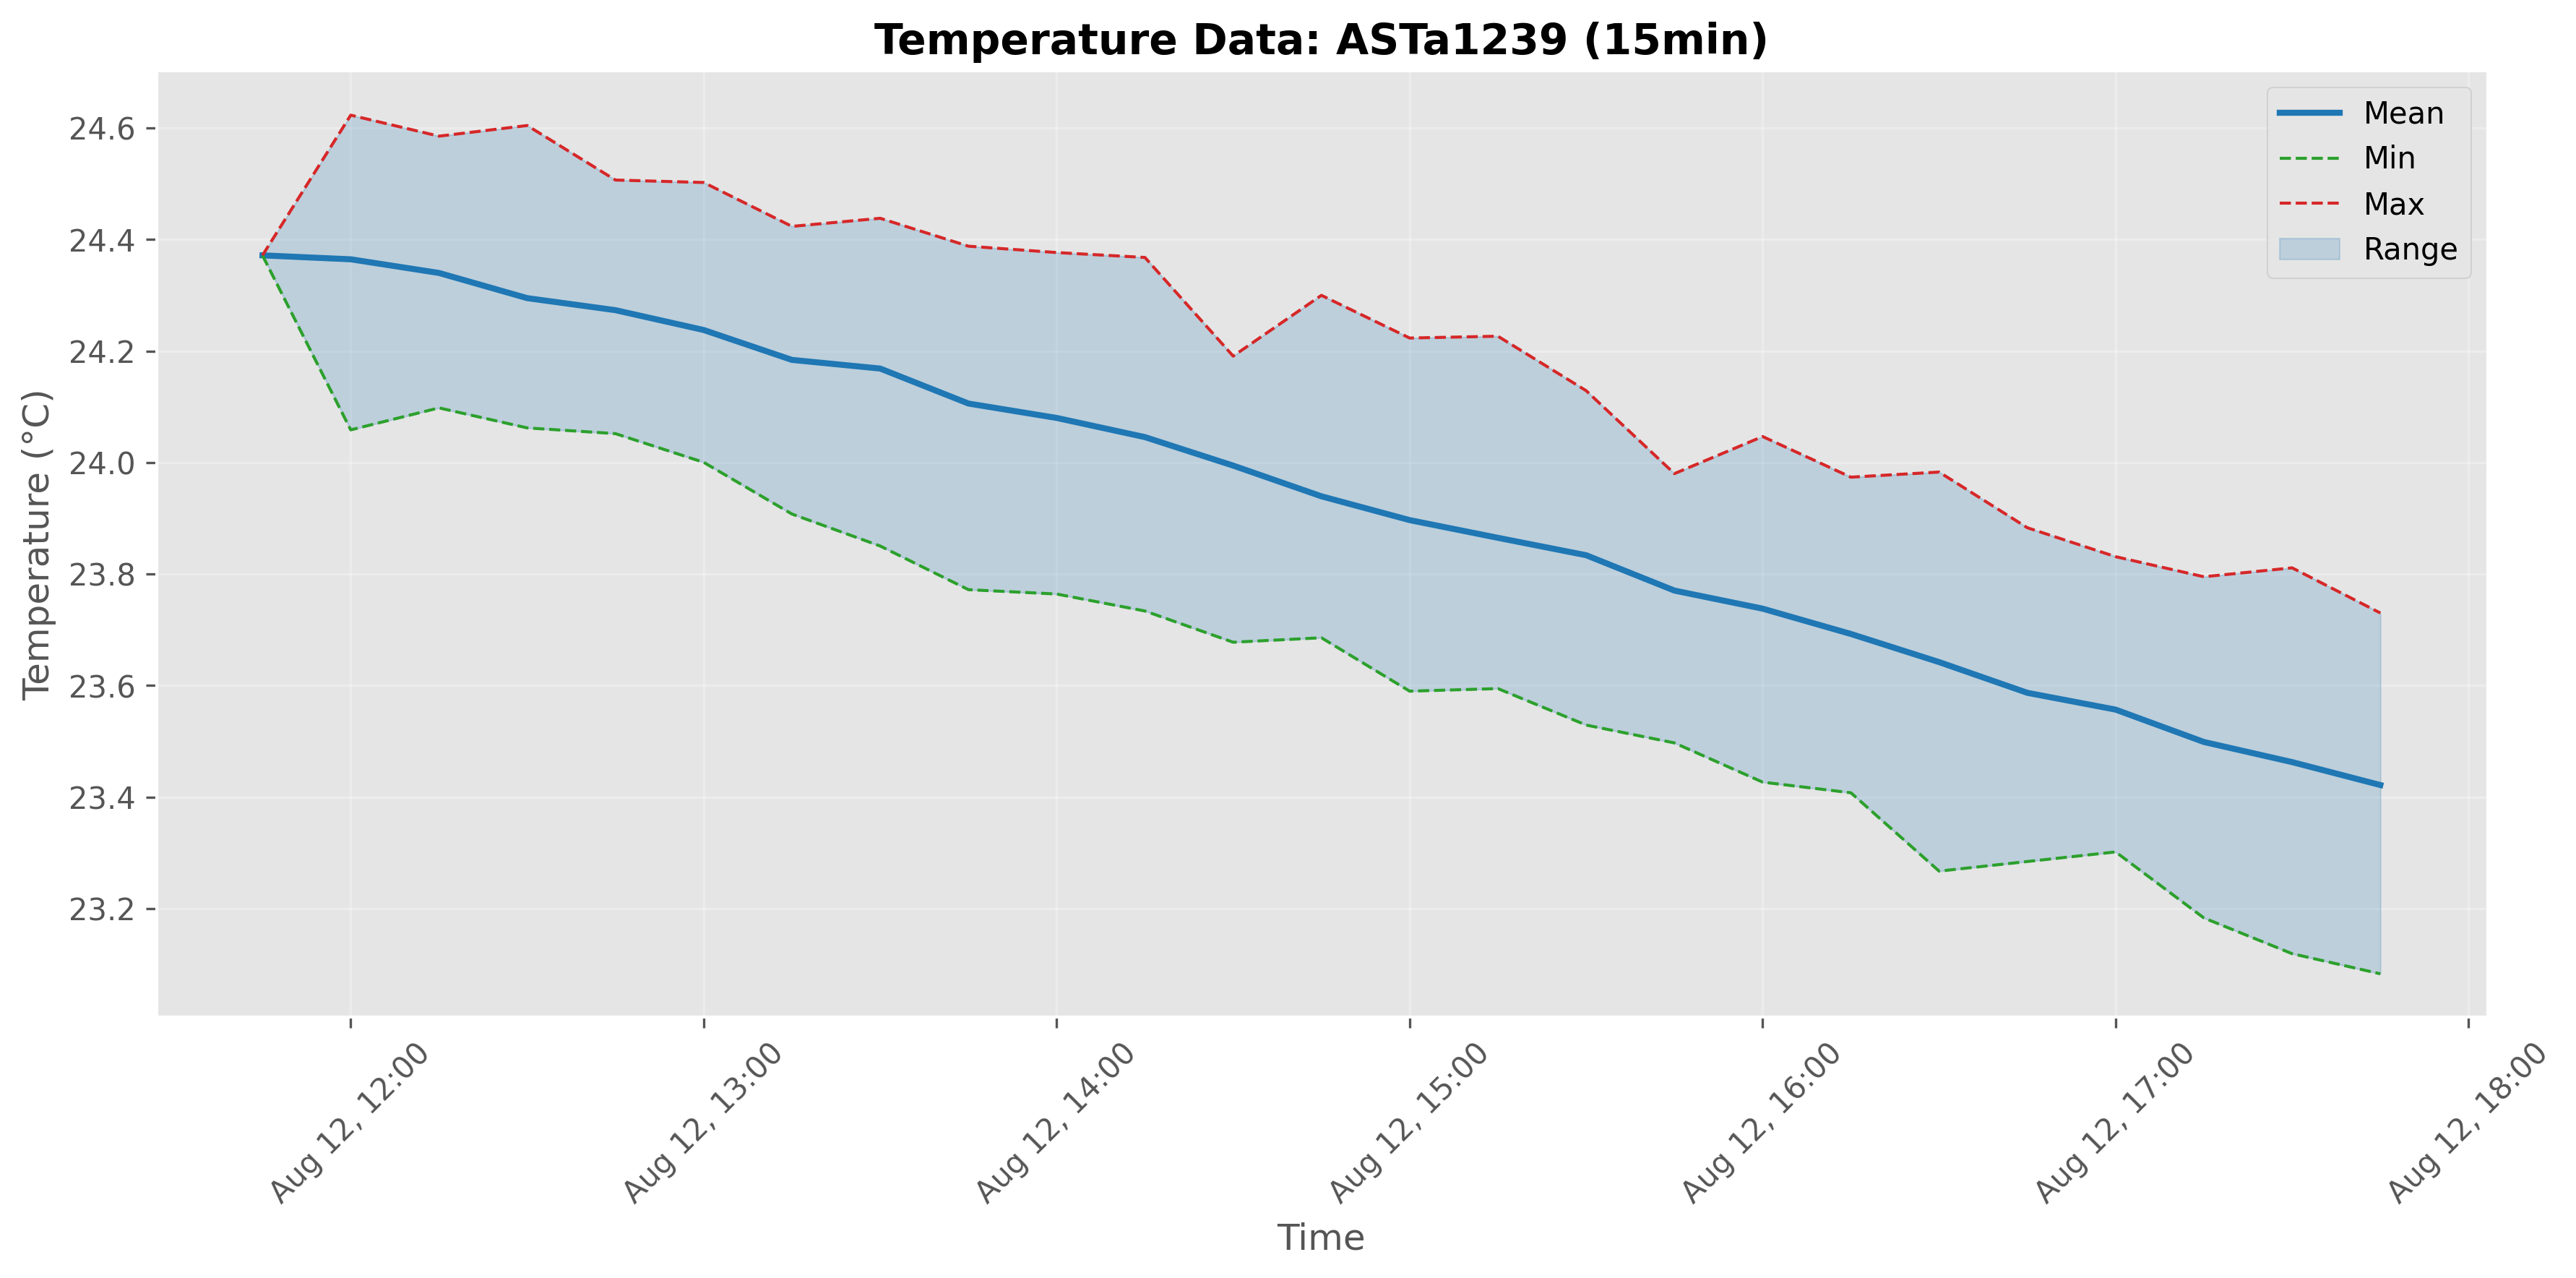 Temperature Data: ASTa1239 (15min)
Mean
Min
Max
Range
Temperature (°C)
24.6
24.4
24.2
24.0
23.8
23.6
23.4
23.2
Aug 12, 12:00
Aug 12, 13:00
Aug 12, 14:00
Aug 12, 15:00
Aug 12, 16:00
Aug 12, 17:00
Aug 12, 18:00
Time